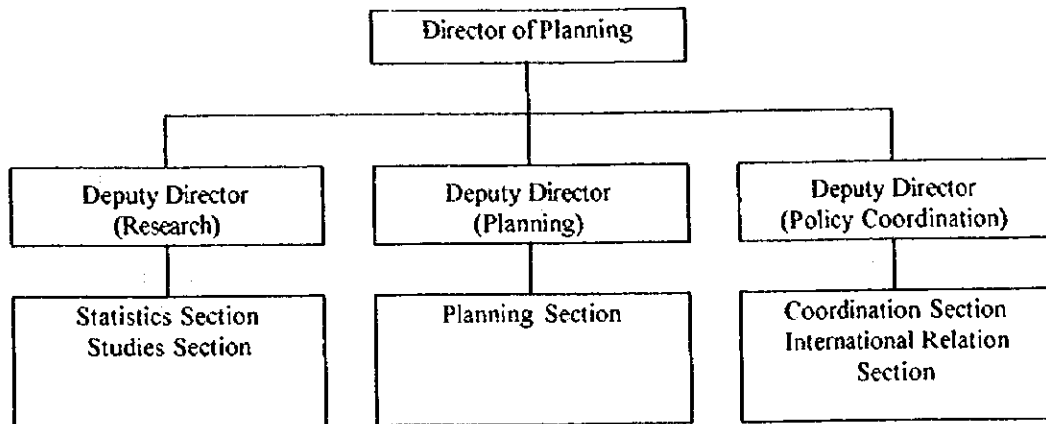 Director of Planning
Deputy Director
(Research)
Deputy Director
(Planning)
Deputy Director
(Policy Coordination)
Statistics Section
Studies Section
Planning Section
Coordination Section
International Relation
Section